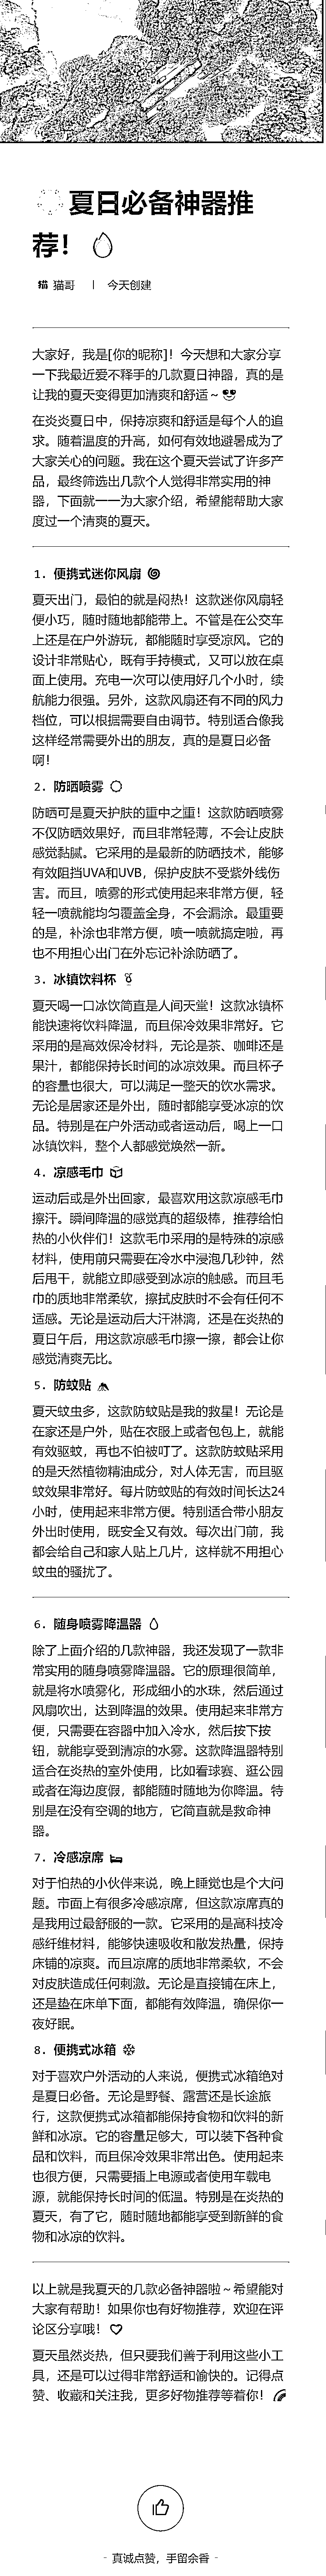 夏日必备神器推
荐！
猫 猫哥 | 今天创建
大家好，我是[你的昵称]！今天想和大家分享
一下我最近爱不释手的几款夏日神器，真的是
让我的夏天变得更加清爽和舒适~😎
在炎炎夏日中，保持凉爽和舒适是每个人的追
求。随着温度的升高，如何有效地避暑成为了
大家关心的问题。我在这个夏天尝试了许多产
品，最终筛选出几款个人觉得非常实用的神
器，下面就一一为大家介绍，希望能帮助大家
度过一个清爽的夏天。
1. 便携式迷你风扇 🌀
夏天出门，最怕的就是闷热！这款迷你风扇轻
便小巧，随时随地都能带上。不管是在公交车
上还是在户外游玩，都能随时享受凉风。它的
设计非常贴心，既有手持模式，又可以放在桌
面上使用。充电一次可以使用好几个小时，续
航能力很强。另外，这款风扇还有不同的风力
档位，可以根据需要自由调节。特别适合像我
这样经常需要外出的朋友，真的是夏日必备
啊！
2. 防晒喷雾
防晒可是夏天护肤的重中之重！这款防晒喷雾
不仅防晒效果好，而且非常轻薄，不会让皮肤
感觉黏腻。它采用的是最新的防晒技术，能够
有效阻挡UVA和UVB，保护皮肤不受紫外线伤
害。而且，喷雾的形式使用起来非常方便，轻
轻一喷就能均匀覆盖全身，不会漏涂。最重要
的是，补涂也非常方便，喷一喷就搞定啦，再
也不用担心出门在外忘记补涂防晒了。
3. 冰镇饮料杯 🍹
夏天喝一口冰饮简直是人间天堂！这款冰镇杯
能快速将饮料降温，而且保冷效果非常好。它
采用的是高效保冷材料，无论是茶、咖啡还是
果汁，都能保持长时间的冰凉效果。而且杯子
的容量也很大，可以满足一整天的饮水需求。
无论是居家还是外出，随时都能享受冰凉的饮
品。特别是在户外活动或者运动后，喝上一口
冰镇饮料，整个人都感觉焕然一新。
4. 凉感毛巾 🧊
运动后或是外出回家，最喜欢用这款凉感毛巾
擦汗。瞬间降温的感觉真的超级棒，推荐给怕
热的小伙伴们！这款毛巾采用的是特殊的凉感
材料，使用前只需要在冷水中浸泡几秒钟，然
后甩干，就能立即感受到冰凉的触感。而且毛
巾的质地非常柔软，擦拭皮肤时不会有任何不
适感。无论是运动后大汗淋漓，还是在炎热的
夏日午后，用这款凉感毛巾擦一擦，都会让你
感觉清爽无比。
5. 防蚊贴 🦟
夏天蚊虫多，这款防蚊贴是我的救星！无论是
在家还是户外，贴在衣服上或者包包上，就能
有效驱蚊，再也不怕被叮了。这款防蚊贴采用
的是天然植物精油成分，对人体无害，而且驱
蚊效果非常好。每片防蚊贴的有效时间长达24
小时，使用起来非常方便。特别适合带小朋友
外出时使用，既安全又有效。每次出门前，我
都会给自己和家人贴上几片，这样就不用担心
蚊虫的骚扰了。
6. 随身喷雾降温器 💧
除了上面介绍的几款神器，我还发现了一款非
常实用的随身喷雾降温器。它的原理很简单，
就是将水喷雾化，形成细小的水珠，然后通过
风扇吹出，达到降温的效果。使用起来非常方
便，只需要在容器中加入冷水，然后按下按
钮，就能享受到清凉的水雾。这款降温器特别
适合在炎热的室外使用，比如看球赛、逛公园
或者在海边度假，都能随时随地为你降温。特
别是在没有空调的地方，它简直就是救命神
器。
7. 冷感凉席 🛏
对于怕热的小伙伴来说，晚上睡觉也是个大问
题。市面上有很多冷感凉席，但这款凉席真的
是我用过最舒服的一款。它采用的是高科技冷
感纤维材料，能够快速吸收和散发热量，保持
床铺的凉爽。而且凉席的质地非常柔软，不会
对皮肤造成任何刺激。无论是直接铺在床上，
还是垫在床单下面，都能有效降温，确保你一
夜好眠。
8. 便携式冰箱 ❄
对于喜欢户外活动的人来说，便携式冰箱绝对
是夏日必备。无论是野餐、露营还是长途旅
行，这款便携式冰箱都能保持食物和饮料的新
鲜和冰凉。它的容量足够大，可以装下各种食
品和饮料，而且保冷效果非常出色。使用起来
也很方便，只需要插上电源或者使用车载电
源，就能保持长时间的低温。特别是在炎热的
夏天，有了它，随时随地都能享受到新鲜的食
物和冰凉的饮料。
以上就是我夏天的几款必备神器啦~希望能对
大家有帮助！如果你也有好物推荐，欢迎在评
论区分享哦！♡
夏天虽然炎热，但只要我们善于利用这些小工
具，还是可以过得非常舒适和愉快的。记得点
赞、收藏和关注我，更多好物推荐等着你！🌈
- 真诚点赞，手留余香 -